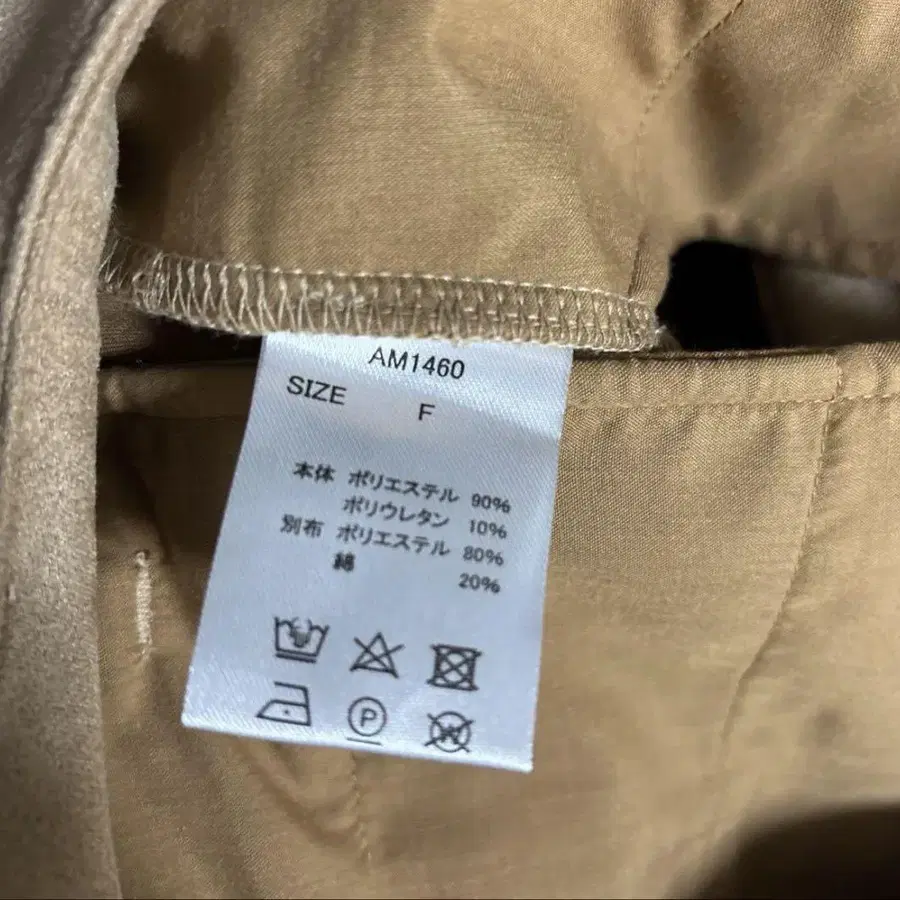 AM1460
SIZE F
本体 ポリエステル 90%
ポリウレタン 10%
別布 ポリエステル 80%
綿 20%
P
W